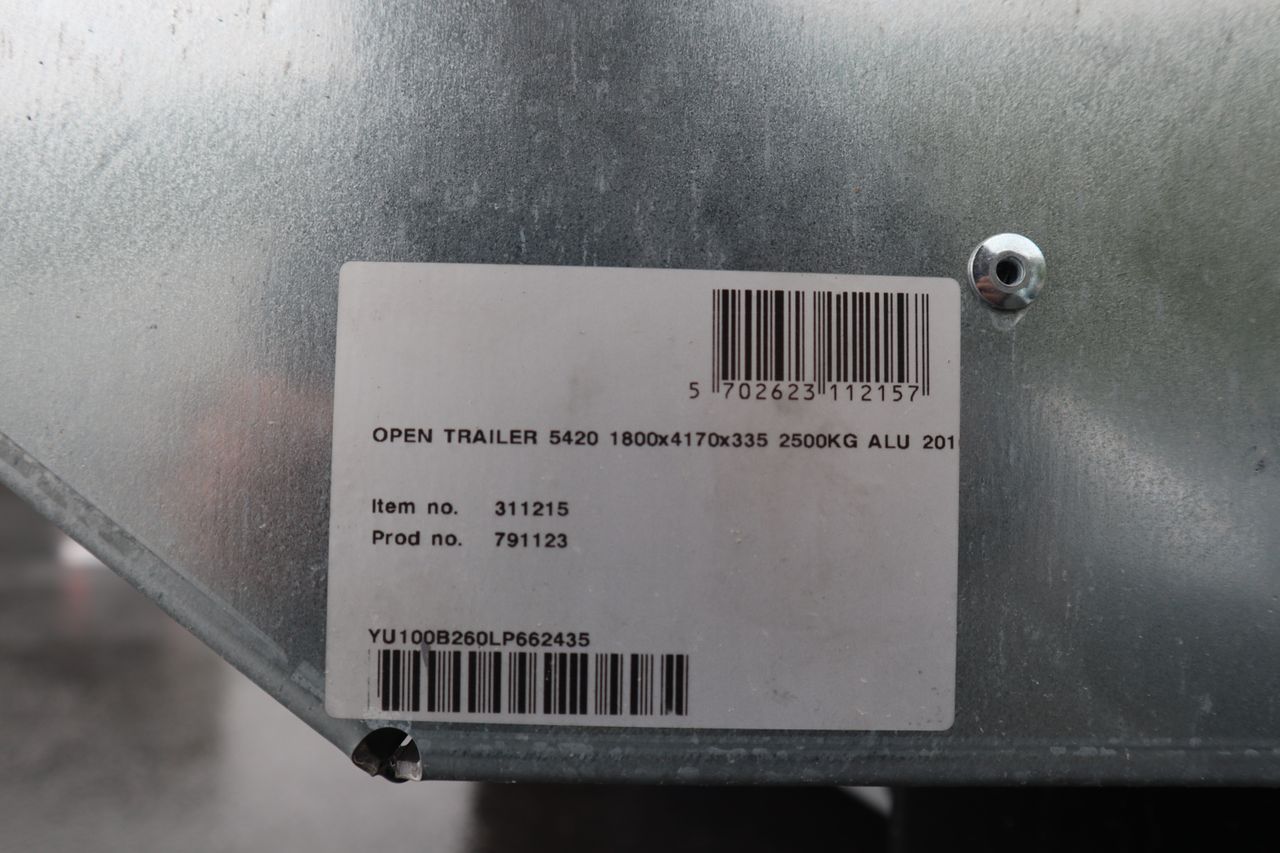 5 702623 112157
OPEN TRAILER 5420 1800x4170x335 2500KG ALU 201
Item no. 311215
Prod no. 791123
YU100B260LP662435